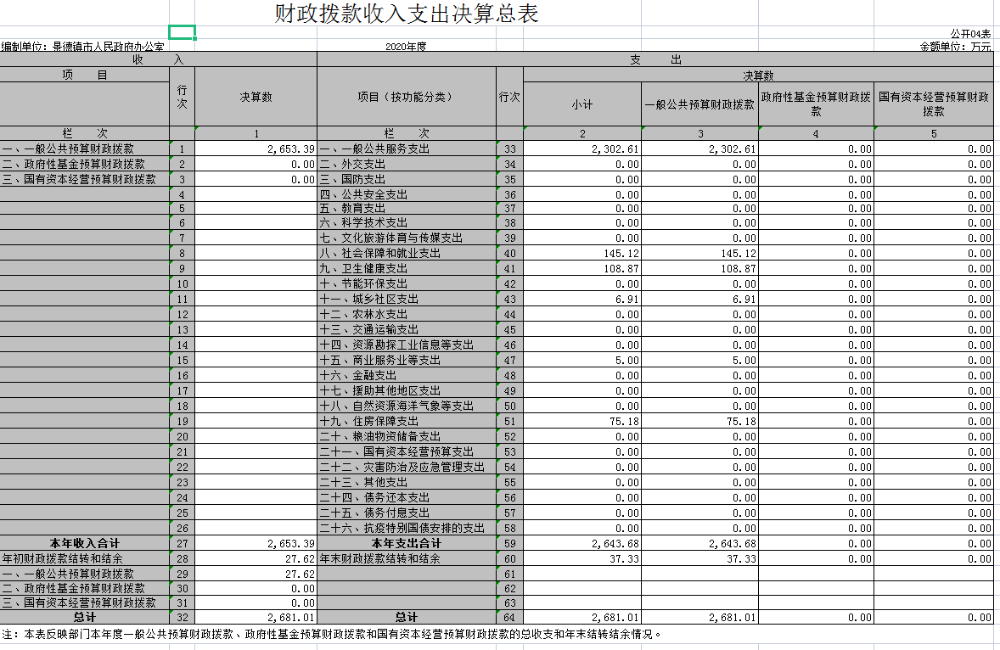 财政拨款收入支出决算总表
公开04表
编制单位：景德镇市人民政府办公室 2020年度 金额单位：万元
收 入 支 出
项 目 行次 决算数 项目（按功能分类） 行次 决算数
小计 一般公共预算财政拨款 政府性基金预算财政拨款 国有资本经营预算财政拨款
栏 次 1 栏 次 2 3 4 5
一、一般公共预算财政拨款 1 2,653.39 一、一般公共服务支出 33 2,302.61 2,302.61 0.00 0.00
二、政府性基金预算财政拨款 2 0.00 二、外交支出 34 0.00 0.00 0.00 0.00
三、国有资本经营预算财政拨款 3 0.00 三、国防支出 35 0.00 0.00 0.00 0.00
4 四、公共安全支出 36 0.00 0.00 0.00 0.00
5 五、教育支出 37 0.00 0.00 0.00 0.00
6 六、科学技术支出 38 0.00 0.00 0.00 0.00
7 七、文化旅游体育与传媒支出 39 0.00 0.00 0.00 0.00
8 八、社会保障和就业支出 40 145.12 145.12 0.00 0.00
9 九、卫生健康支出 41 108.87 108.87 0.00 0.00
10 十、节能环保支出 42 0.00 0.00 0.00 0.00
11 十一、城乡社区支出 43 6.91 6.91 0.00 0.00
12 十二、农林水支出 44 0.00 0.00 0.00 0.00
13 十三、交通运输支出 45 0.00 0.00 0.00 0.00
14 十四、资源勘探工业信息等支出 46 0.00 0.00 0.00 0.00
15 十五、商业服务业等支出 47 5.00 5.00 0.00 0.00
16 十六、金融支出 48 0.00 0.00 0.00 0.00
17 十七、援助其他地区支出 49 0.00 0.00 0.00 0.00
18 十八、自然资源海洋气象等支出 50 0.00 0.00 0.00 0.00
19 十九、住房保障支出 51 75.18 75.18 0.00 0.00
20 二十、粮油物资储备支出 52 0.00 0.00 0.00 0.00
21 二十一、国有资本经营预算支出 53 0.00 0.00 0.00 0.00
22 二十二、灾害防治及应急管理支出 54 0.00 0.00 0.00 0.00
23 二十三、其他支出 55 0.00 0.00 0.00 0.00
24 二十四、债务还本支出 56 0.00 0.00 0.00 0.00
25 二十五、债务付息支出 57 0.00 0.00 0.00 0.00
26 二十六、抗疫特别国债安排的支出 58 0.00 0.00 0.00 0.00
本年收入合计 27 2,653.39 本年支出合计 59 2,643.68 2,643.68 0.00 0.00
年初财政拨款结转和结余 28 27.62 年末财政拨款结转和结余 60 37.33 37.33 0.00 0.00
一、一般公共预算财政拨款 29 27.62 61
二、政府性基金预算财政拨款 30 0.00 62
三、国有资本经营预算财政拨款 31 0.00 63
总计 32 2,681.01 总计 64 2,681.01 2,681.01 0.00 0.00
注：本表反映部门本年度一般公共预算财政拨款、政府性基金预算财政拨款和国有资本经营预算财政拨款的总收支和年末结转结余情况。